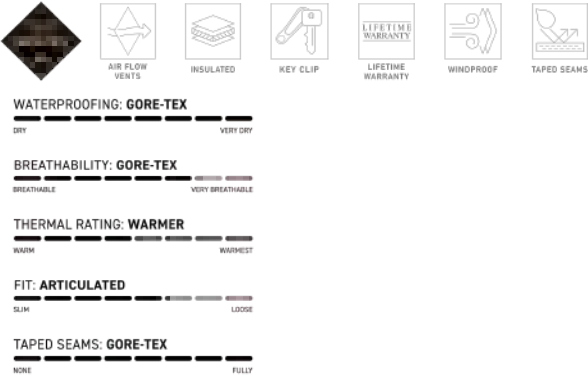 LIFETIME
WARRANTY
AIR FLOW
VENTS
INSULATED
KEY CLIP
LIFETIME
WARRANTY
WINDPROOF
TAPED SEAMS
WATERPROOFING: GORE-TEX
DRY
VERY DRY
BREATHABILITY: GORE-TEX
BREATHABLE
VERY BREATHABLE
THERMAL RATING: WARMER
WARM
WARMEST
FIT: ARTICULATED
SLIM
LOOSE
TAPED SEAMS: GORE-TEX
NONE
FULLY